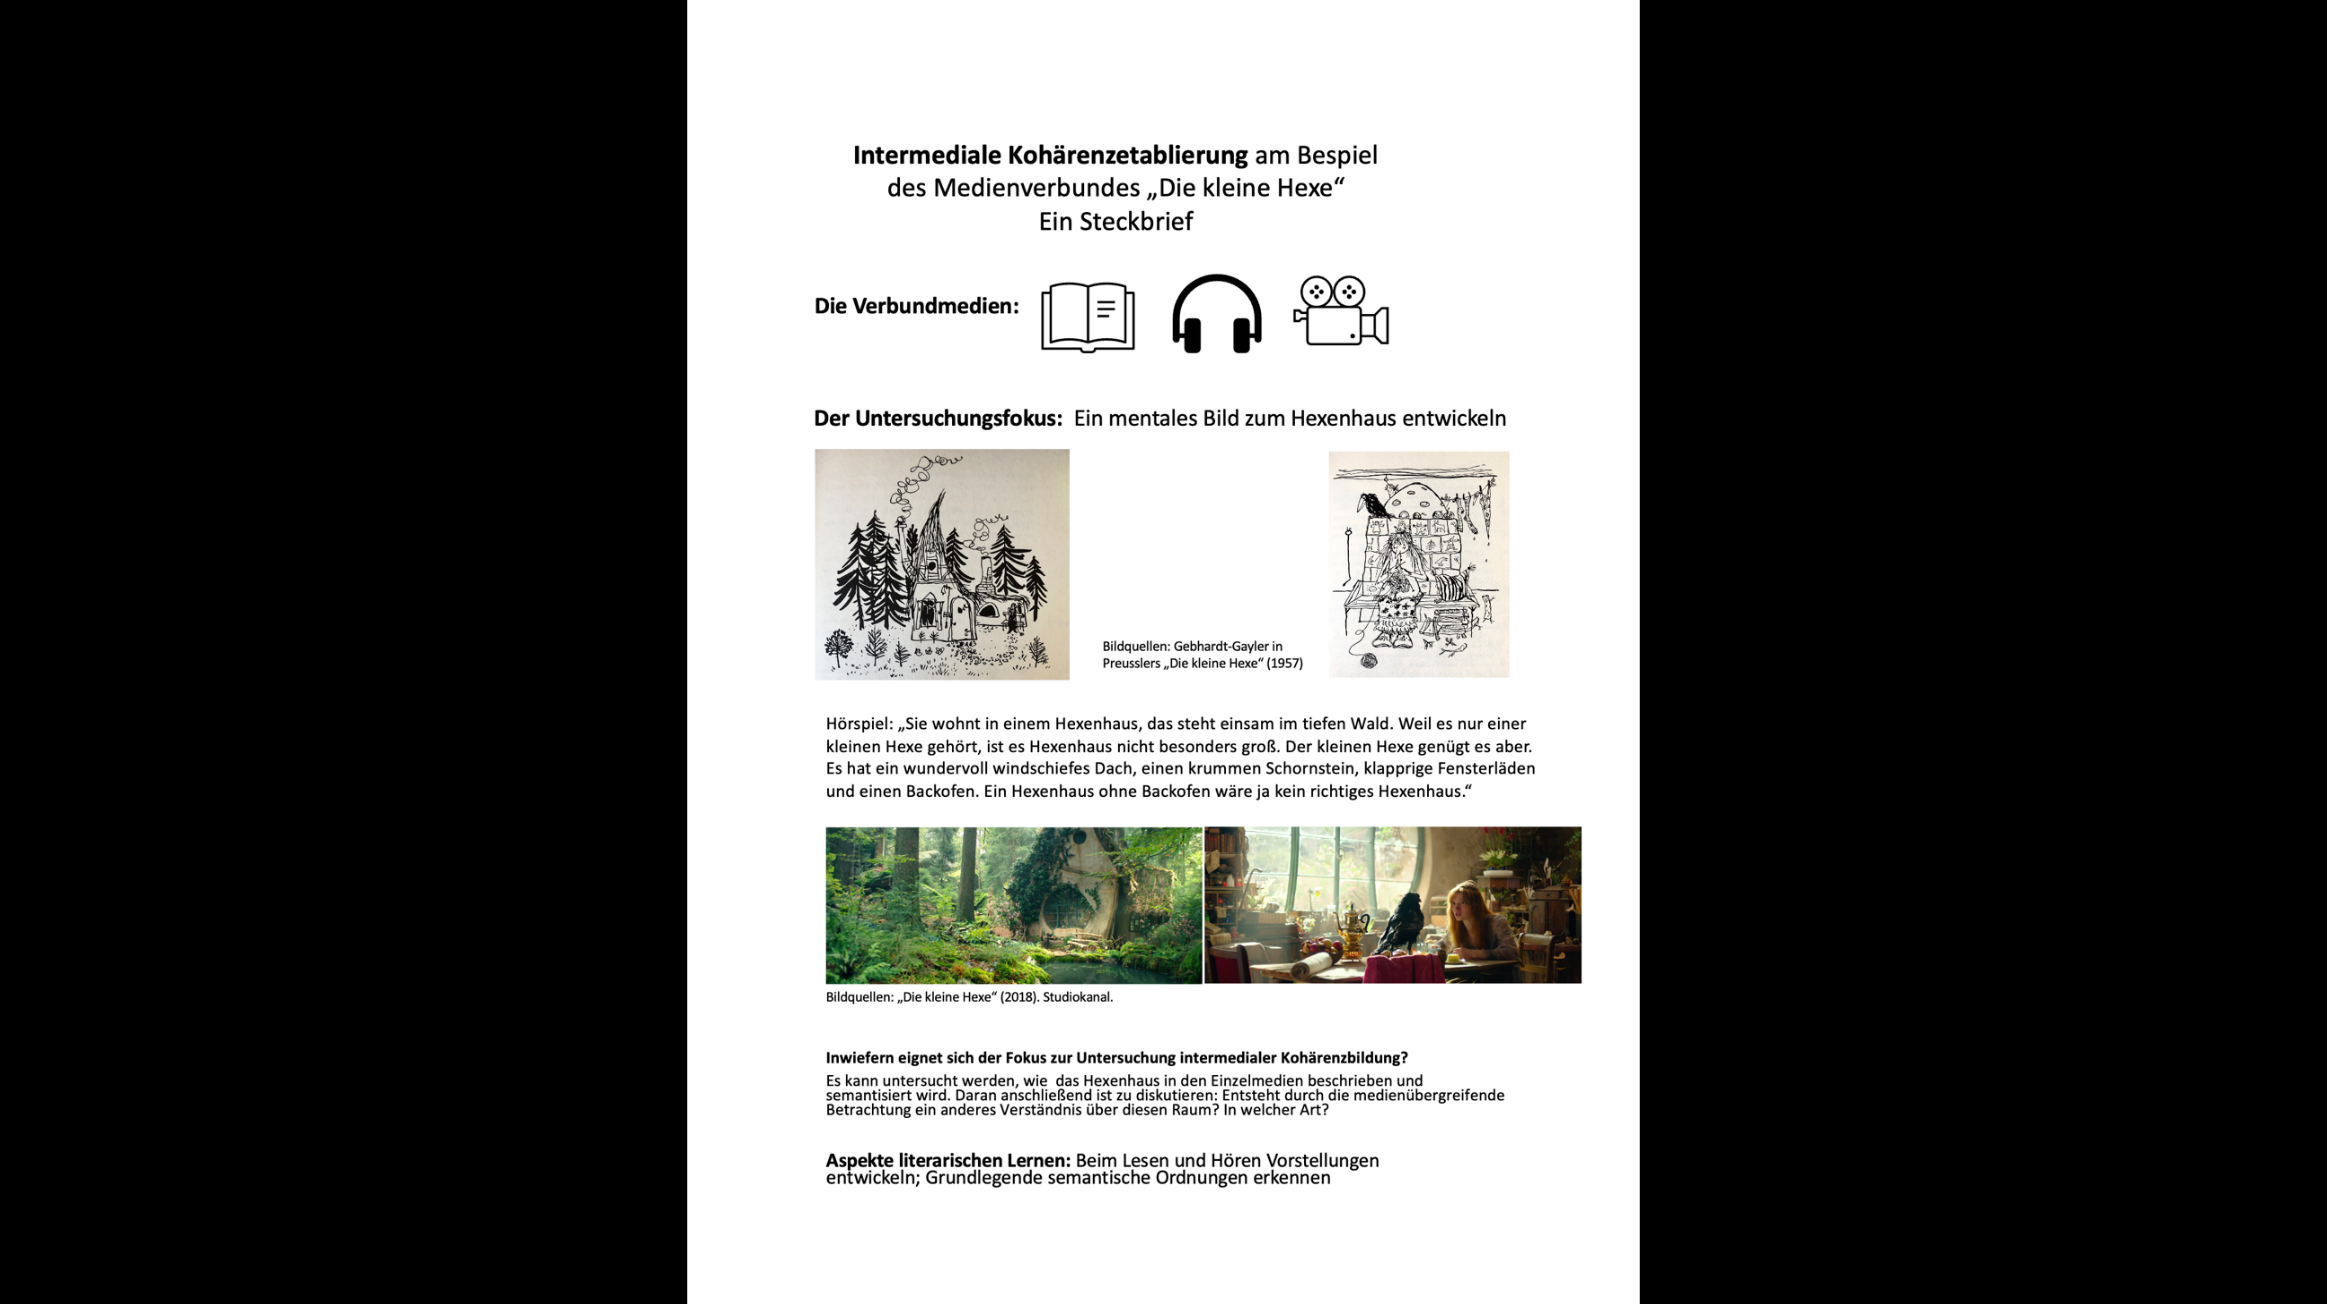 Intermediale Kohärenzetablierung am Bespiel
des Medienverbundes „Die kleine Hexe“
Ein Steckbrief
Die Verbundmedien:
Der Untersuchungsfokus: Ein mentales Bild zum Hexenhaus entwickeln
Bildquellen: Gebhardt-Gayler in
Preusslers „Die kleine Hexe“ (1957)
Hörspiel: „Sie wohnt in einem Hexenhaus, das steht einsam im tiefen Wald. Weil es nur einer
kleinen Hexe gehört, ist es Hexenhaus nicht besonders groß. Der kleinen Hexe genügt es aber.
Es hat ein wundervoll windschiefes Dach, einen krummen Schornstein, klapprige Fensterläden
und einen Backofen. Ein Hexenhaus ohne Backofen wäre ja kein richtiges Hexenhaus.“
Bildquellen: „Die kleine Hexe“ (2018). Studiokanal.
Inwiefern eignet sich der Fokus zur Untersuchung intermedialer Kohärenzbildung?
Es kann untersucht werden, wie  das Hexenhaus in den Einzelmedien beschrieben und
semantisiert wird. Daran anschließend ist zu diskutieren: Entsteht durch die medienübergreifende
Betrachtung ein anderes Verständnis über diesen Raum? In welcher Art?
Aspekte literarischen Lernen: Beim Lesen und Hören Vorstellungen
entwickeln; Grundlegende semantische Ordnungen erkennen